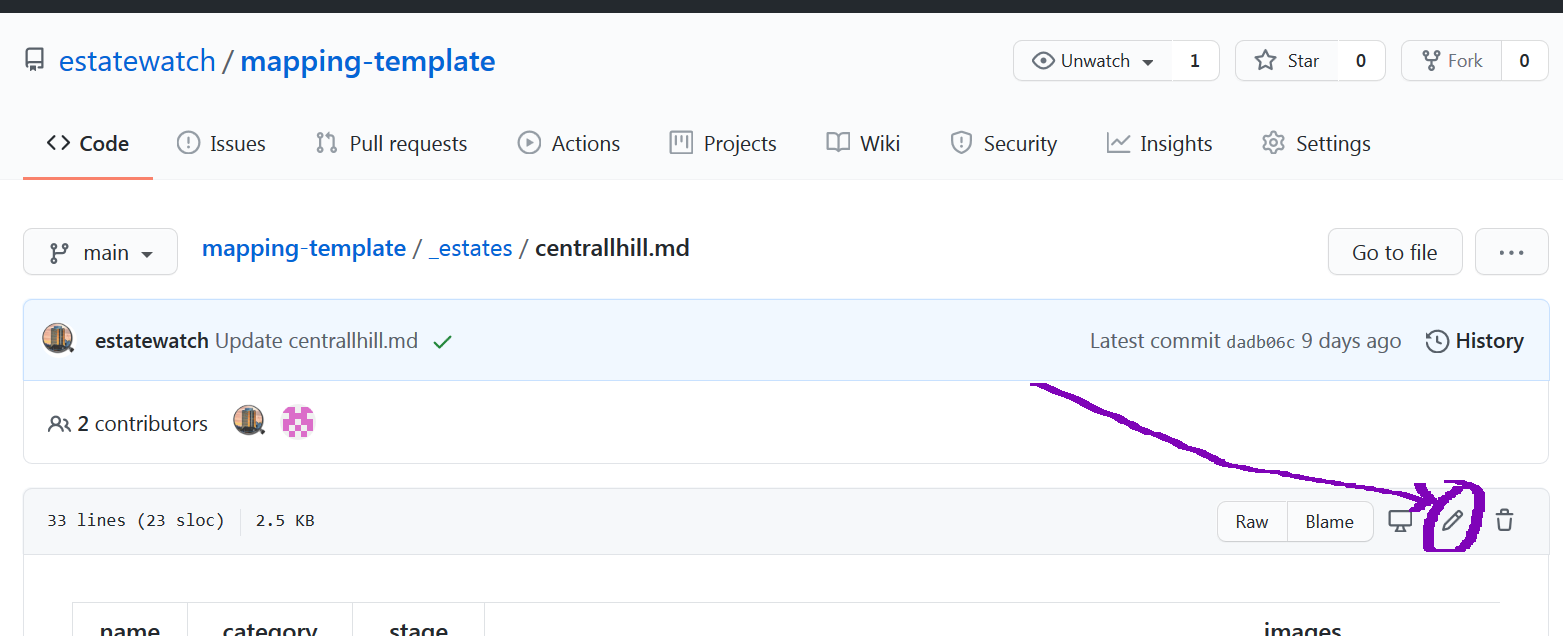 estatewatch / mapping-template
Unwatch 1 Star 0 Fork 0
<> Code Issues Pull requests Actions Projects Wiki Security Insights Settings
main mapping-template / _estates / centrallhill.md Go to file ...
estatewatch Update centrallhill.md Latest commit dadb06c 9 days ago History
2 contributors
33 lines (23 sloc) 2.5 KB Raw Blame
name category stage images